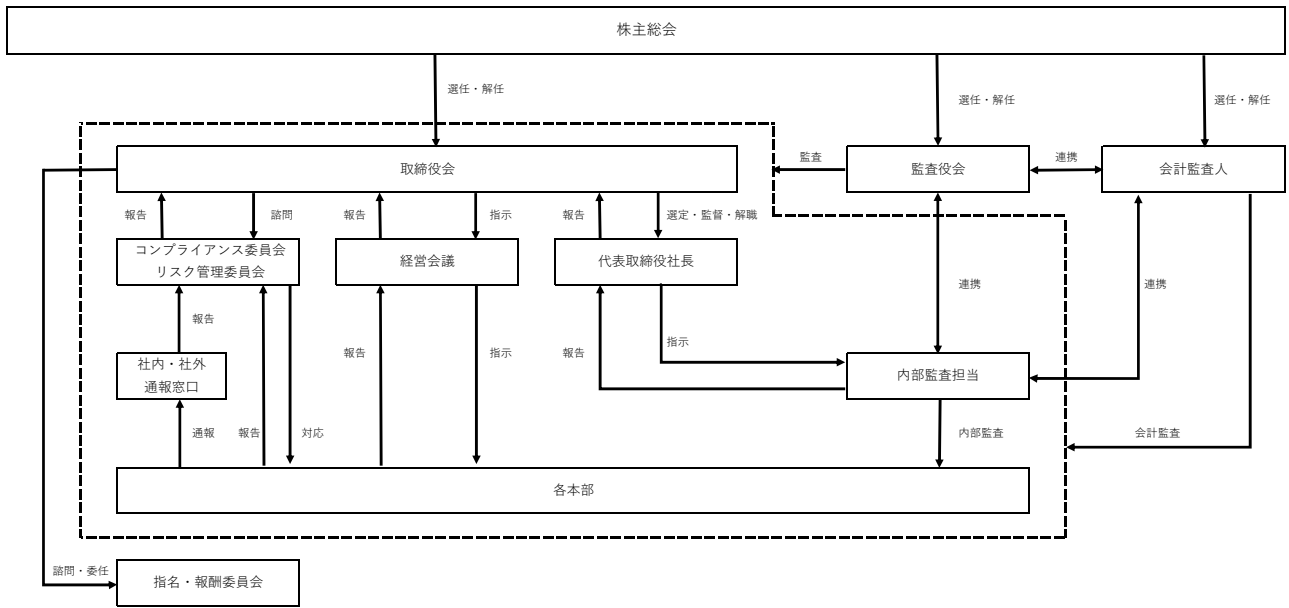 株主総会
選任・解任
選任・解任
選任・解任
取締役会
監査
監査役会
連携
会計監査人
報告
諮問
報告
指示
報告
選定・監督・解職
コンプライアンス委員会
リスク管理委員会
経営会議
代表取締役社長
連携
連携
報告
報告
指示
報告
指示
社内・社外
通報窓口
内部監査担当
通報
報告
対応
内部監査
会計監査
各本部
諮問・委任
指名・報酬委員会